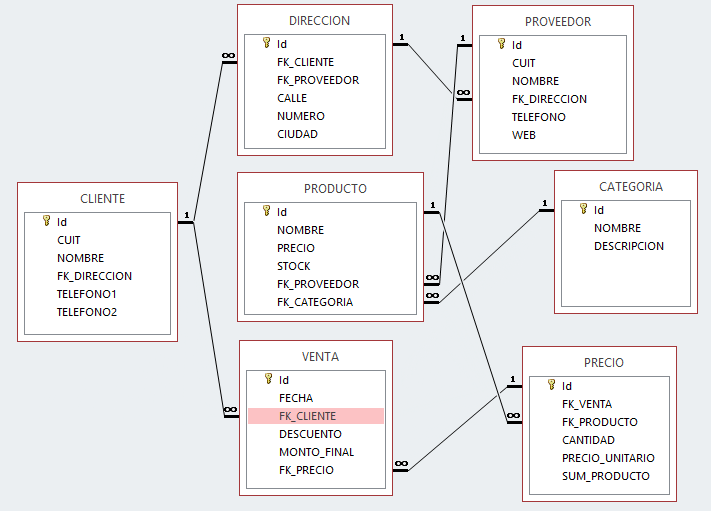 DIRECCION
Id
FK_CLIENTE
FK_PROVEEDOR
CALLE
NUMERO
CIUDAD
PROVEEDOR
Id
CUIT
NOMBRE
FK_DIRECCION
TELEFONO
WEB
CLIENTE
Id
CUIT
NOMBRE
FK_DIRECCION
TELEFONO1
TELEFONO2
PRODUCTO
Id
NOMBRE
PRECIO
STOCK
FK_PROVEEDOR
FK_CATEGORIA
CATEGORIA
Id
NOMBRE
DESCRIPCION
VENTA
Id
FECHA
FK_CLIENTE
DESCUENTO
MONTO_FINAL
FK_PRECIO
PRECIO
Id
FK_VENTA
FK_PRODUCTO
CANTIDAD
PRECIO_UNITARIO
SUM_PRODUCTO
1
∞
1
∞
1
∞
1
∞
1
∞
1
∞
∞